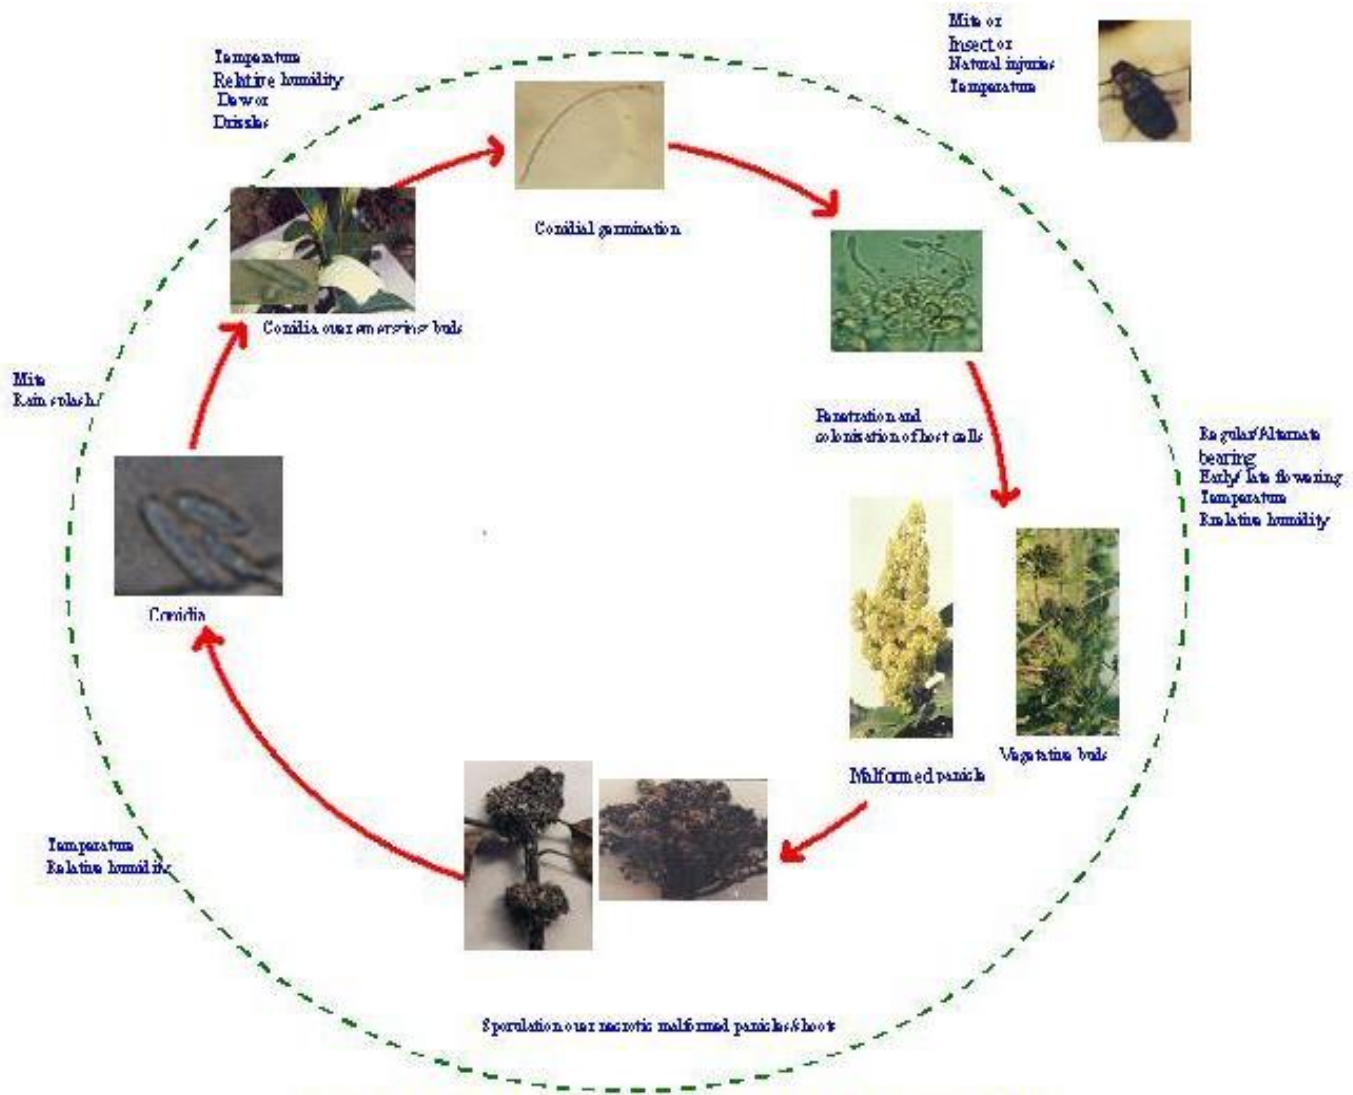 Mite or
Insect or
Natural injuries
Temperature
Temperature
Relative humidity
Dew or
Drizzles
Conidial germination
Conidia over emerging buds
Mite
Rain splash
Penetration and
colonisation of host cells
Regular/Alternate
bearing
Early/ late flowering
Temperature
Rrelative humidity
Conidia
Vegetative buds
Malformed panicle
Temperature
Relative humidity
Sporulation over necrotic malformed panicles/shoots